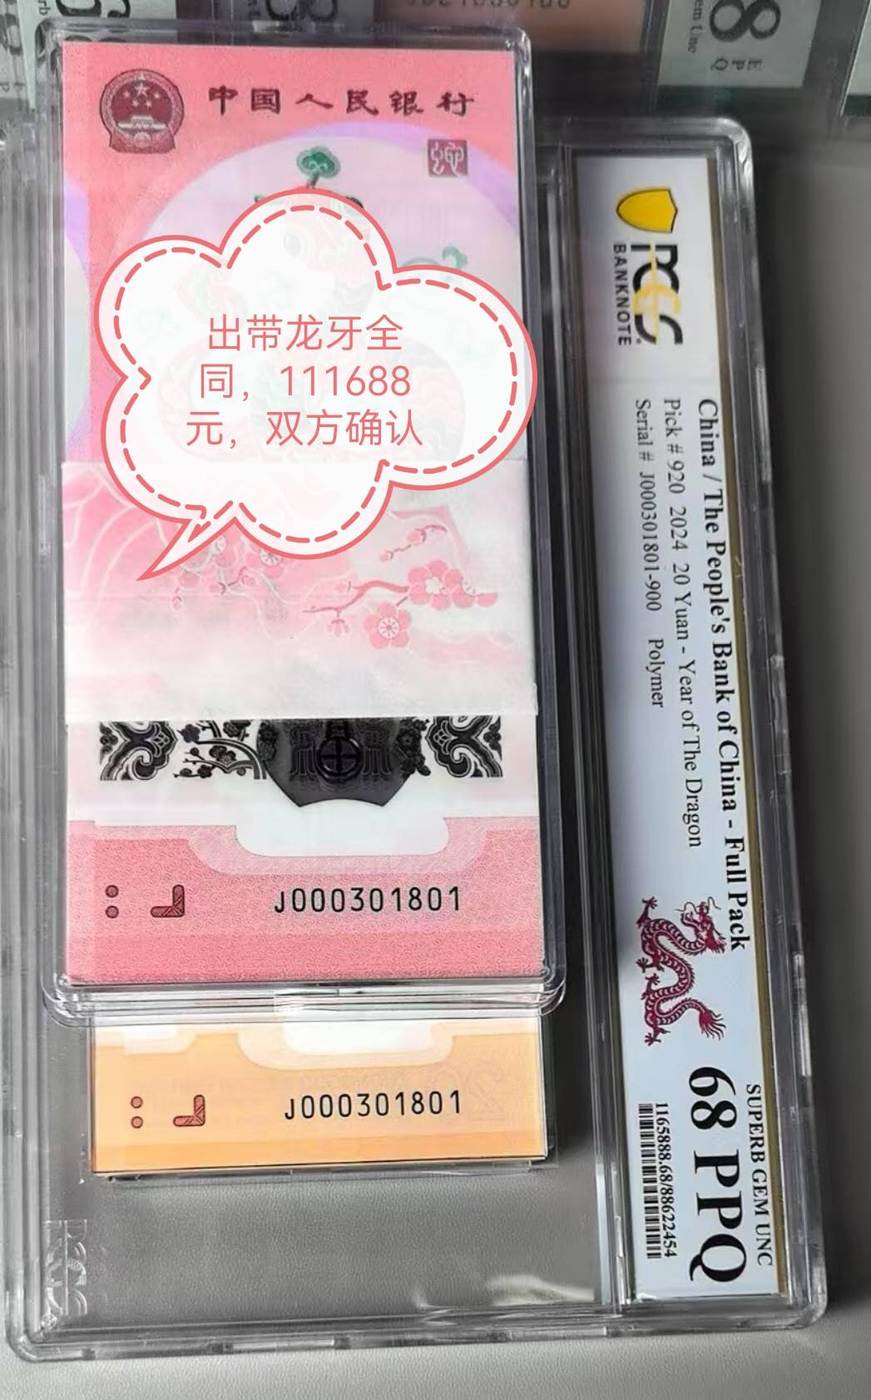 中国人民银行
出带龙牙全
同，111688
元，双方确认
J000301801
J000301801
PCGS
BANKNOTE
China / The People's Bank of China - Full Pack
Pick # 920 2024 20 Yuan - Year of The Dragon
Serial # J000301801-900 Polymer
SUPERB GEM UNC
68 PPQ
1165888.68/88622454